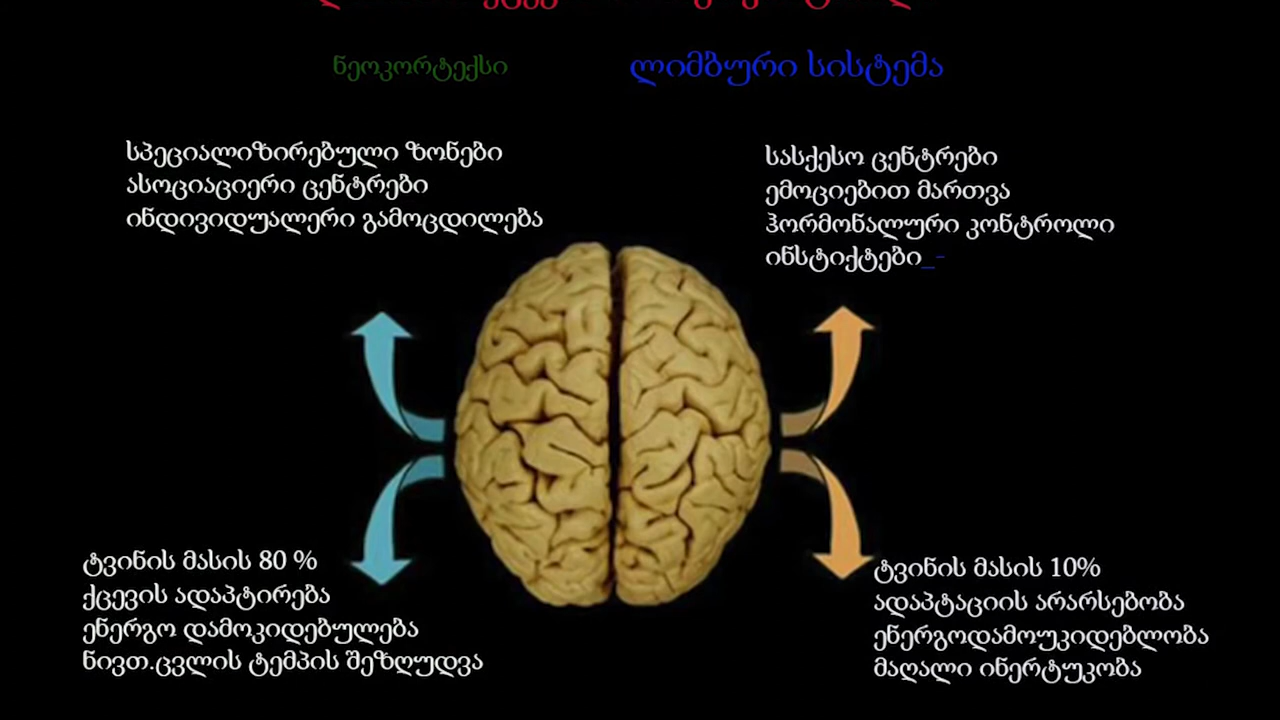 ნეოკორტექსი
ლიმბური სისტემა
სპეციალიზირებული ზონები
ასოციაციერი ცენტრები
ინდივიდუალერი გამოცდილება
სასქესო ცენტრები
ემოციებით მართვა
ჰორმონალური კონტროლი
ინსტიქტები_-
ტვინის მასის 80 %
ქცევის ადაპტირება
ენერგო დამოკიდებულება
ნივთ.ცვლის ტემპის შეზღუდვა
ტვინის მასის 10%
ადაპტაციის არარსებობა
ენერგოდამოუკიდებლობა
მაღალი ინერტუკობა